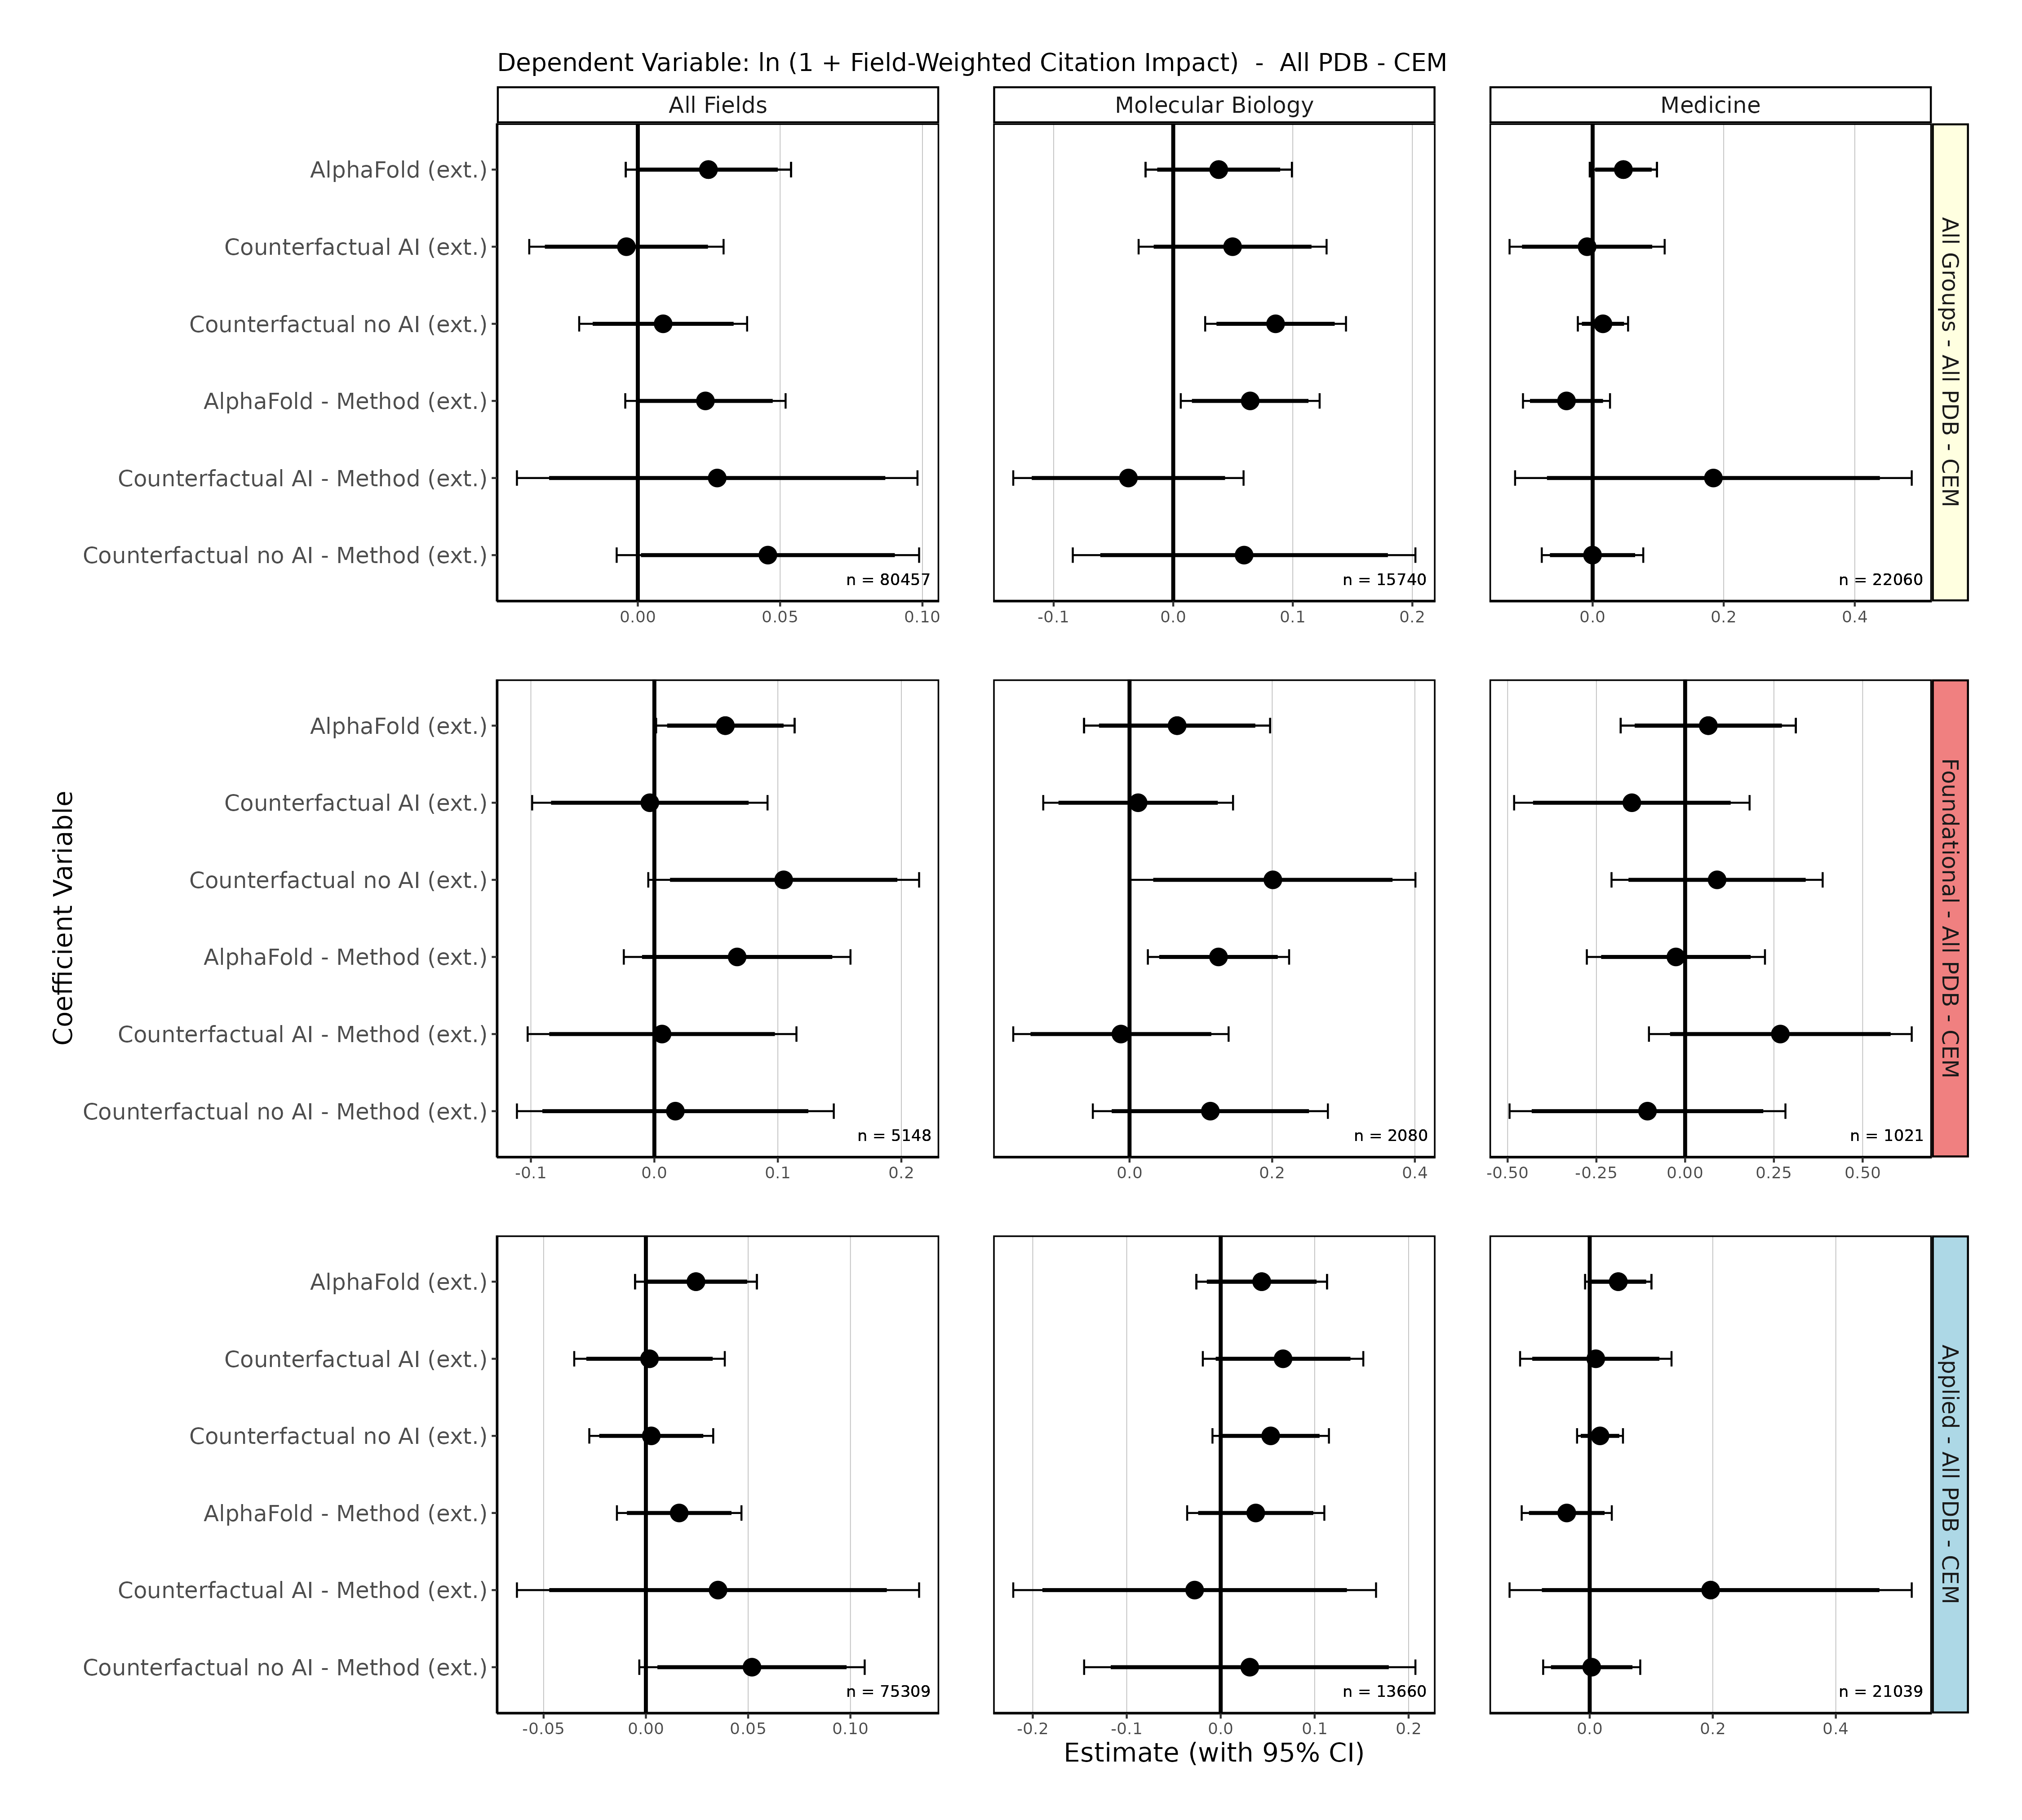 Dependent Variable: ln (1 + Field-Weighted Citation Impact)  -  All PDB - CEM
All Fields
Molecular Biology
Medicine
Coefficient Variable
AlphaFold (ext.)
Counterfactual AI (ext.)
Counterfactual no AI (ext.)
AlphaFold - Method (ext.)
Counterfactual AI - Method (ext.)
Counterfactual no AI - Method (ext.)
n = 80457
n = 15740
n = 22060
0.00 0.05 0.10
-0.1 0.0 0.1 0.2
0.0 0.2 0.4
All Groups - All PDB - CEM
AlphaFold (ext.)
Counterfactual AI (ext.)
Counterfactual no AI (ext.)
AlphaFold - Method (ext.)
Counterfactual AI - Method (ext.)
Counterfactual no AI - Method (ext.)
n = 5148
n = 2080
n = 1021
-0.1 0.0 0.1 0.2
0.0 0.2 0.4
-0.50 -0.25 0.00 0.25 0.50
Foundational - All PDB - CEM
AlphaFold (ext.)
Counterfactual AI (ext.)
Counterfactual no AI (ext.)
AlphaFold - Method (ext.)
Counterfactual AI - Method (ext.)
Counterfactual no AI - Method (ext.)
n = 75309
n = 13660
n = 21039
-0.05 0.00 0.05 0.10
-0.2 -0.1 0.0 0.1 0.2
0.0 0.2 0.4
Applied - All PDB - CEM
Estimate (with 95% CI)